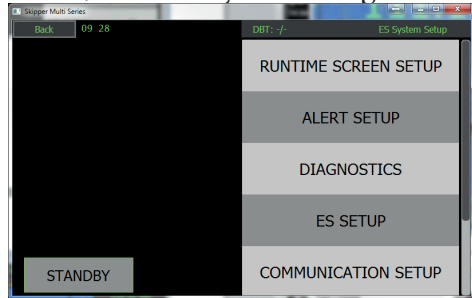 Skipper Multi Series
Back 09 28 DBT: -/- ES System Setup
RUNTIME SCREEN SETUP
ALERT SETUP
DIAGNOSTICS
ES SETUP
STANDBY
COMMUNICATION SETUP